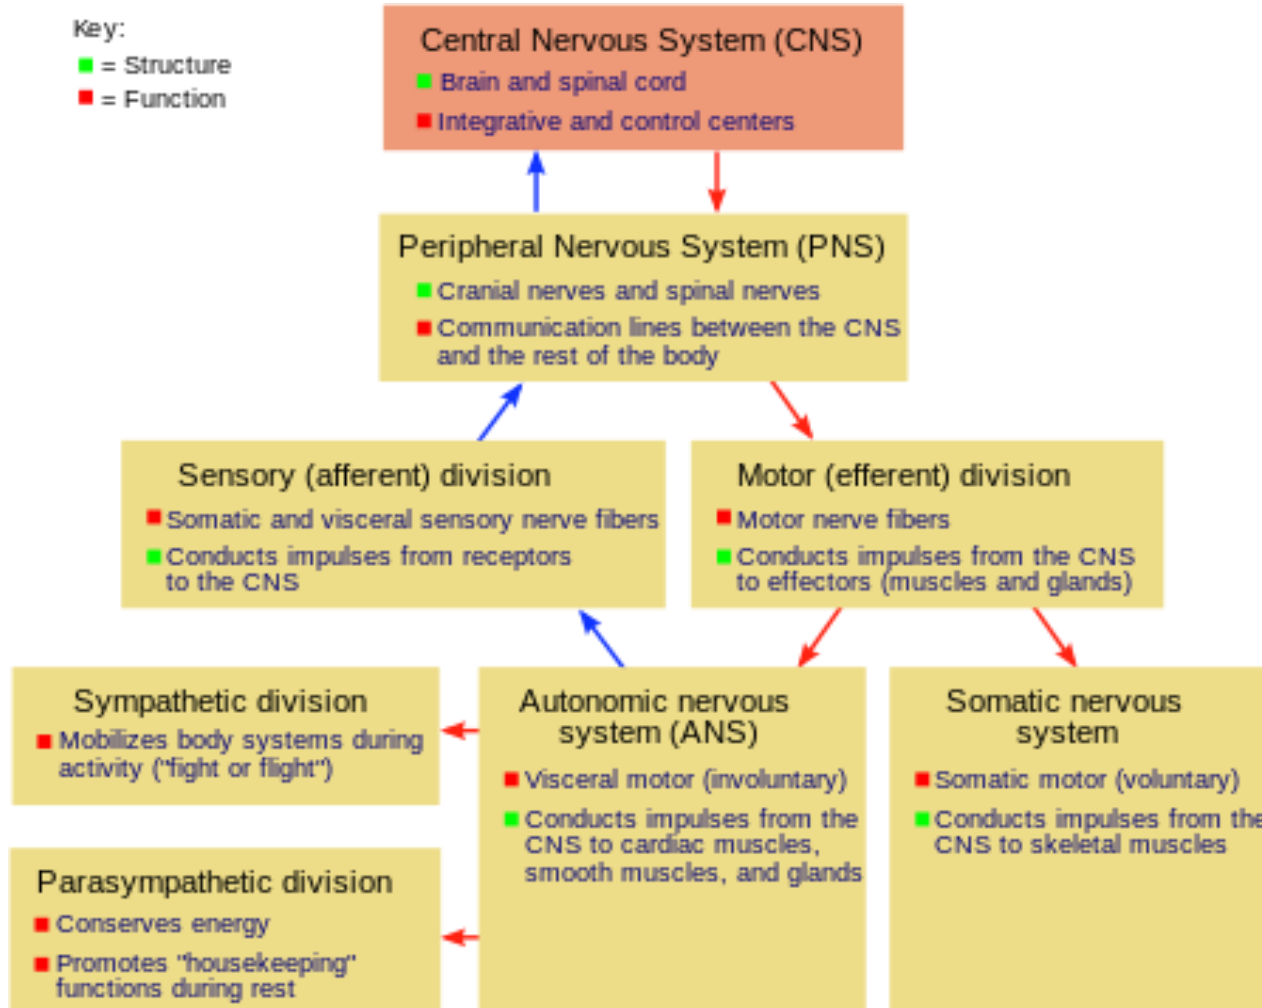 Key:
= Structure
= Function
Central Nervous System (CNS)
Brain and spinal cord
Integrative and control centers
Peripheral Nervous System (PNS)
Cranial nerves and spinal nerves
Communication lines between the CNS
and the rest of the body
Sensory (afferent) division
Somatic and visceral sensory nerve fibers
Conducts impulses from receptors
to the CNS
Motor (efferent) division
Motor nerve fibers
Conducts impulses from the CNS
to effectors (muscles and glands)
Sympathetic division
Mobilizes body systems during
activity ("fight or flight")
Parasympathetic division
Conserves energy
Promotes "housekeeping"
functions during rest
Autonomic nervous
system (ANS)
Visceral motor (involuntary)
Conducts impulses from the
CNS to cardiac muscles,
smooth muscles, and glands
Somatic nervous
system
Somatic motor (voluntary)
Conducts impulses from the
CNS to skeletal muscles